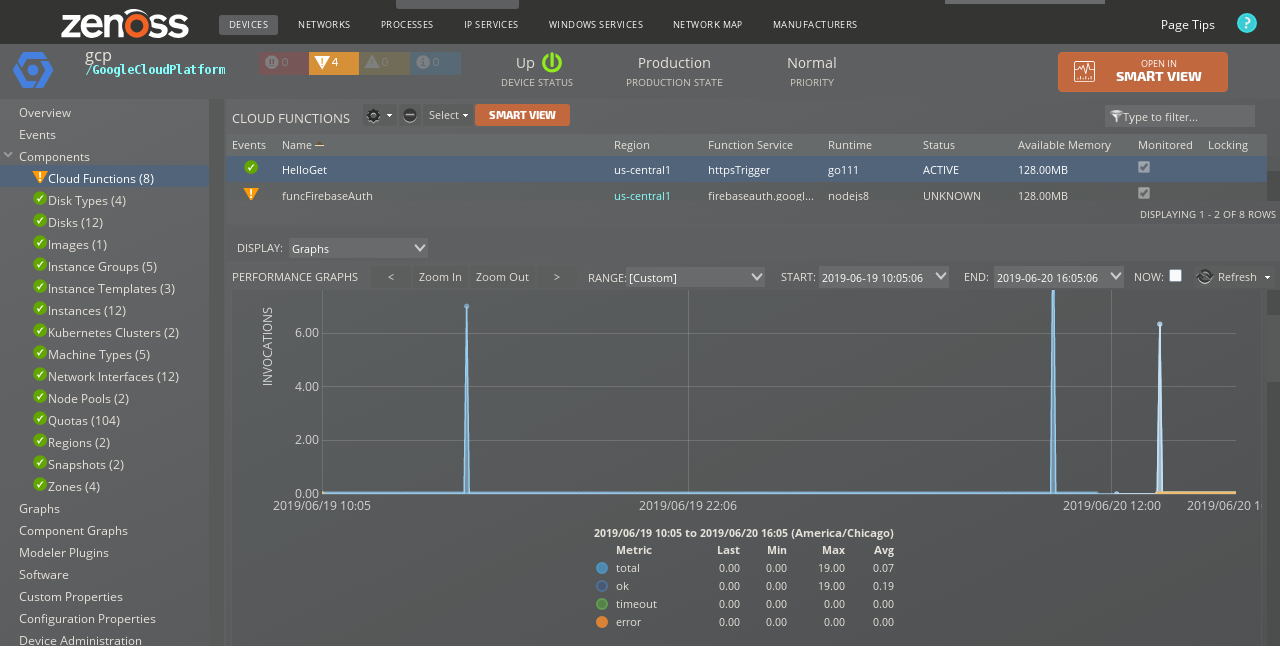 zenoss
DEVICES NETWORKS PROCESSES IP SERVICES WINDOWS SERVICES NETWORK MAP MANUFACTURERS
Page Tips ?
gcp
/GoogleCloudPlatform
0 4 0 0
Up
DEVICE STATUS
Production
PRODUCTION STATE
Normal
PRIORITY
OPEN IN
SMART VIEW
Overview
Events
Components
Cloud Functions (8)
Disk Types (4)
Disks (12)
Images (1)
Instance Groups (5)
Instance Templates (3)
Instances (12)
Kubernetes Clusters (2)
Machine Types (5)
Network Interfaces (12)
Node Pools (2)
Quotas (104)
Regions (2)
Snapshots (2)
Zones (4)
Graphs
Component Graphs
Modeler Plugins
Software
Custom Properties
Configuration Properties
Device Administration
CLOUD FUNCTIONS Select SMART VIEW Type to filter...
Events Name Region Function Service Runtime Status Available Memory Monitored Locking
HelloGet us-central1 httpsTrigger go111 ACTIVE 128.00MB
funcFirebaseAuth us-central1 firebaseauth.googl... nodejs8 UNKNOWN 128.00MB
DISPLAYING 1 - 2 OF 8 ROWS
DISPLAY: Graphs
PERFORMANCE GRAPHS < Zoom In Zoom Out > RANGE: [Custom] START: 2019-06-19 10:05:06 END: 2019-06-20 16:05:06 NOW: Refresh
INVOCATIONS
6.00
4.00
2.00
0.00
2019/06/19 10:05 2019/06/19 22:06 2019/06/20 12:00 2019/06/20 1
2019/06/19 10:05 to 2019/06/20 16:05 (America/Chicago)
Metric Last Min Max Avg
total 0.00 0.00 19.00 0.07
ok 0.00 0.00 19.00 0.19
timeout 0.00 0.00 0.00 0.00
error 0.00 0.00 0.00 0.00